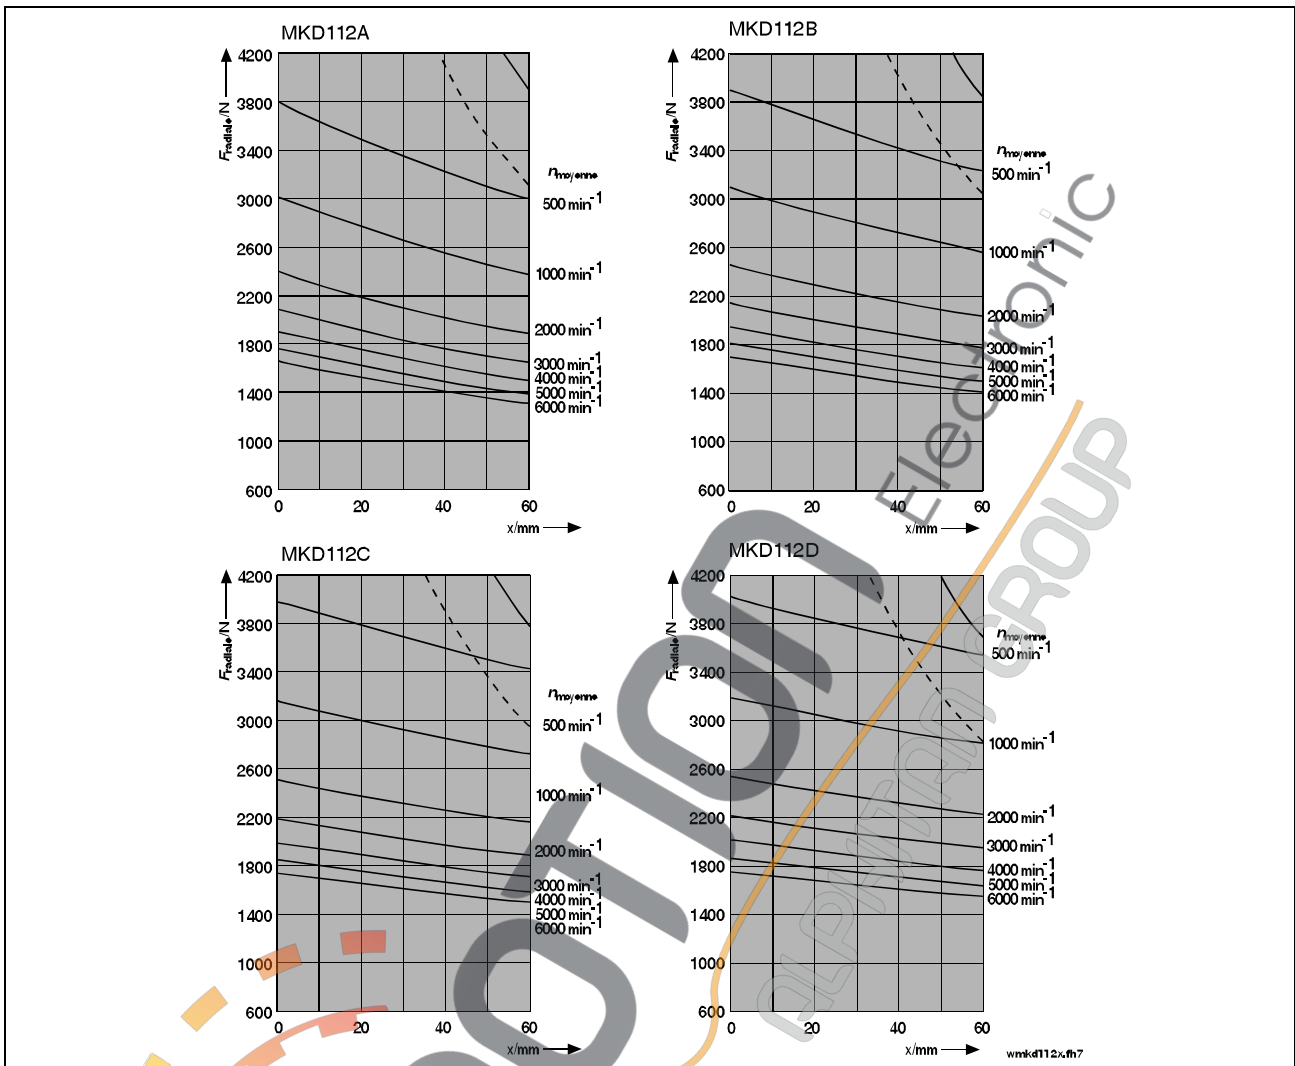 MKD112A
4200
3800
3400
3000
2600
2200
1800
1400
1000
600
Fradiale/N
0 20 40 60
x/mm
nmoyenne
500 min-1
1000 min-1
2000 min-1
3000 min-1
4000 min-1
5000 min-1
6000 min-1
MKD112B
4200
3800
3400
3000
2600
2200
1800
1400
1000
600
Fradiale/N
0 20 40 60
x/mm
nmoyenne
500 min-1
1000 min-1
2000 min-1
3000 min-1
4000 min-1
5000 min-1
6000 min-1
MKD112C
4200
3800
3400
3000
2600
2200
1800
1400
1000
600
Fradiale/N
0 20 40 60
x/mm
nmoyenne
500 min-1
1000 min-1
2000 min-1
3000 min-1
4000 min-1
5000 min-1
6000 min-1
MKD112D
4200
3800
3400
3000
2600
2200
1800
1400
1000
600
Fradiale/N
0 20 40 60
x/mm
nmoyenne
500 min-1
1000 min-1
2000 min-1
3000 min-1
4000 min-1
5000 min-1
6000 min-1
wmkd112x.fh7
OTION
Electronic
ALPHITAN GROUP